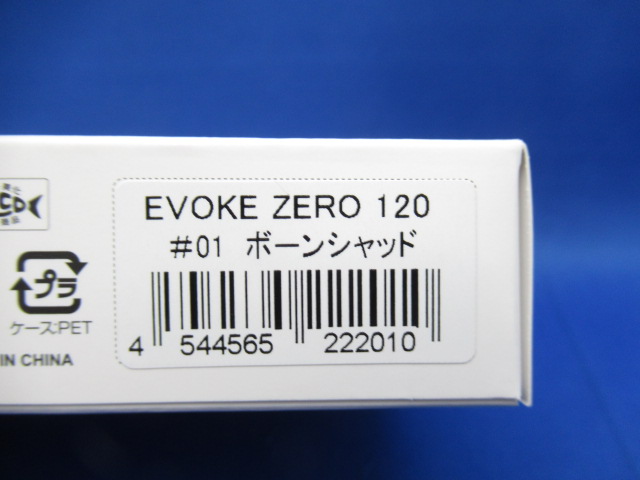 EVOKE ZERO 120
#01 ボーンシャッド
4 544565 222010
プラ
ケース:PET
IN CHINA